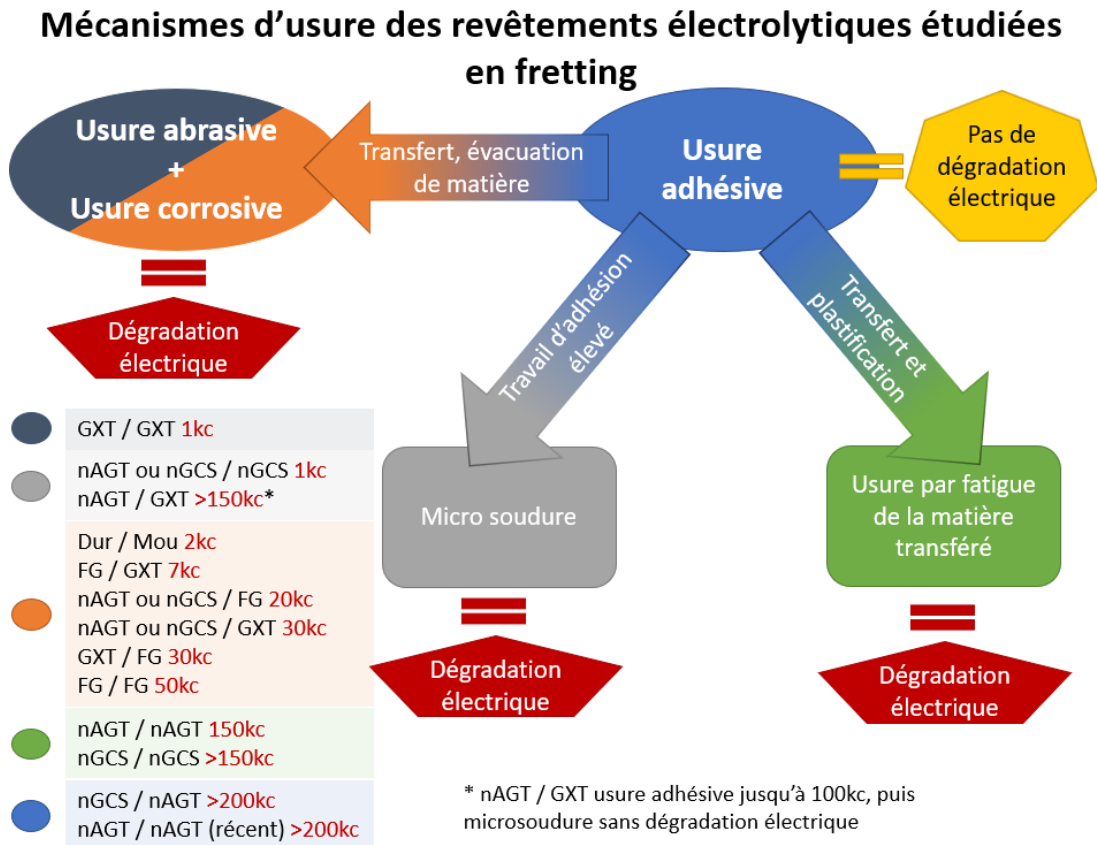 Mécanismes d’usure des revêtements électrolytiques étudiées
en fretting
Usure abrasive
+
Usure corrosive
Transfert, évacuation
de matière
Usure
adhésive
Pas de
dégradation
électrique
Dégradation
électrique
Travail d’adhésion
élevé
Transfert et
plastification
GXT / GXT 1kc
nAGT ou nGCS / nGCS 1kc
nAGT / GXT >150kc*
Dur / Mou 2kc
FG / GXT 7kc
nAGT ou nGCS / FG 20kc
nAGT ou nGCS / GXT 30kc
GXT / FG 30kc
FG / FG 50kc
nAGT / nAGT 150kc
nGCS / nGCS >150kc
nGCS / nAGT >200kc
nAGT / nAGT (récent) >200kc
Micro soudure
Dégradation
électrique
Usure par fatigue
de la matière
transféré
Dégradation
électrique
* nAGT / GXT usure adhésive jusqu’à 100kc, puis
microsoudure sans dégradation électrique